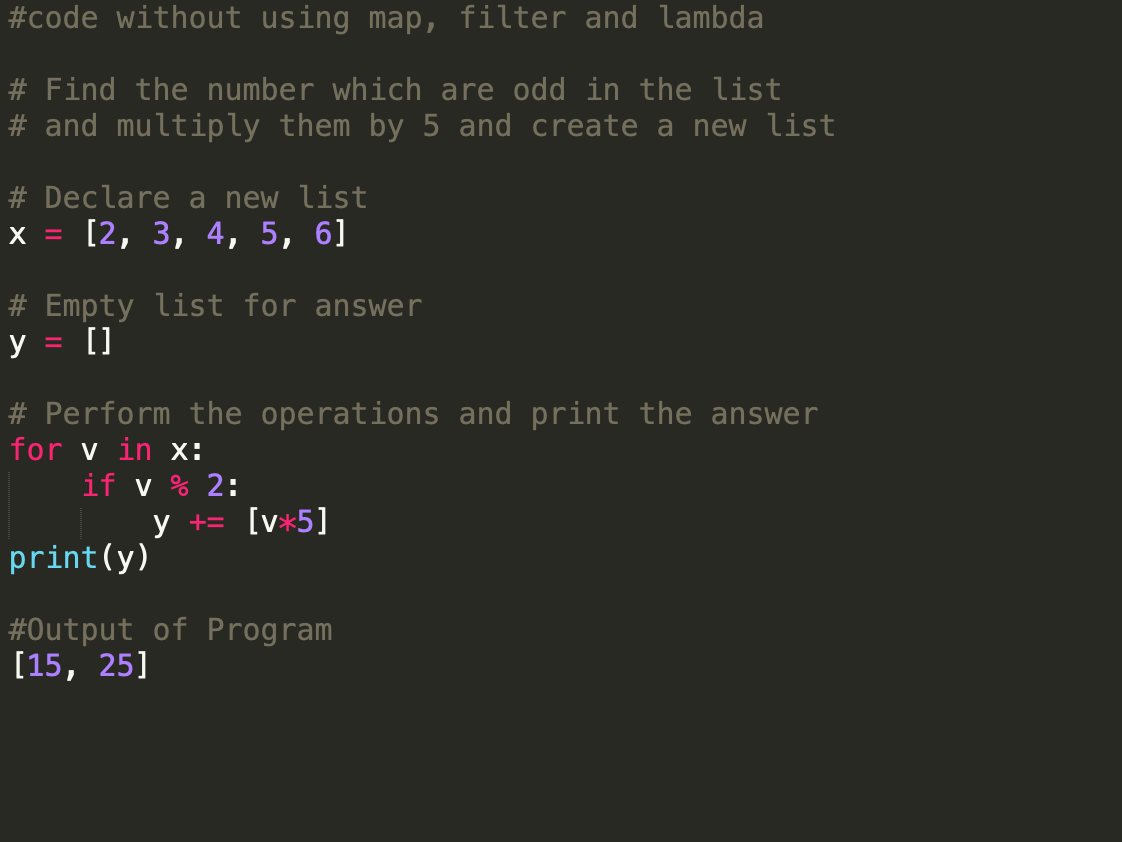 #code without using map, filter and lambda
# Find the number which are odd in the list
# and multiply them by 5 and create a new list
# Declare a new list
x = [2, 3, 4, 5, 6]
# Empty list for answer
y = []
# Perform the operations and print the answer
for v in x:
    if v % 2:
        y += [v*5]
print(y)
#Output of Program
[15, 25]